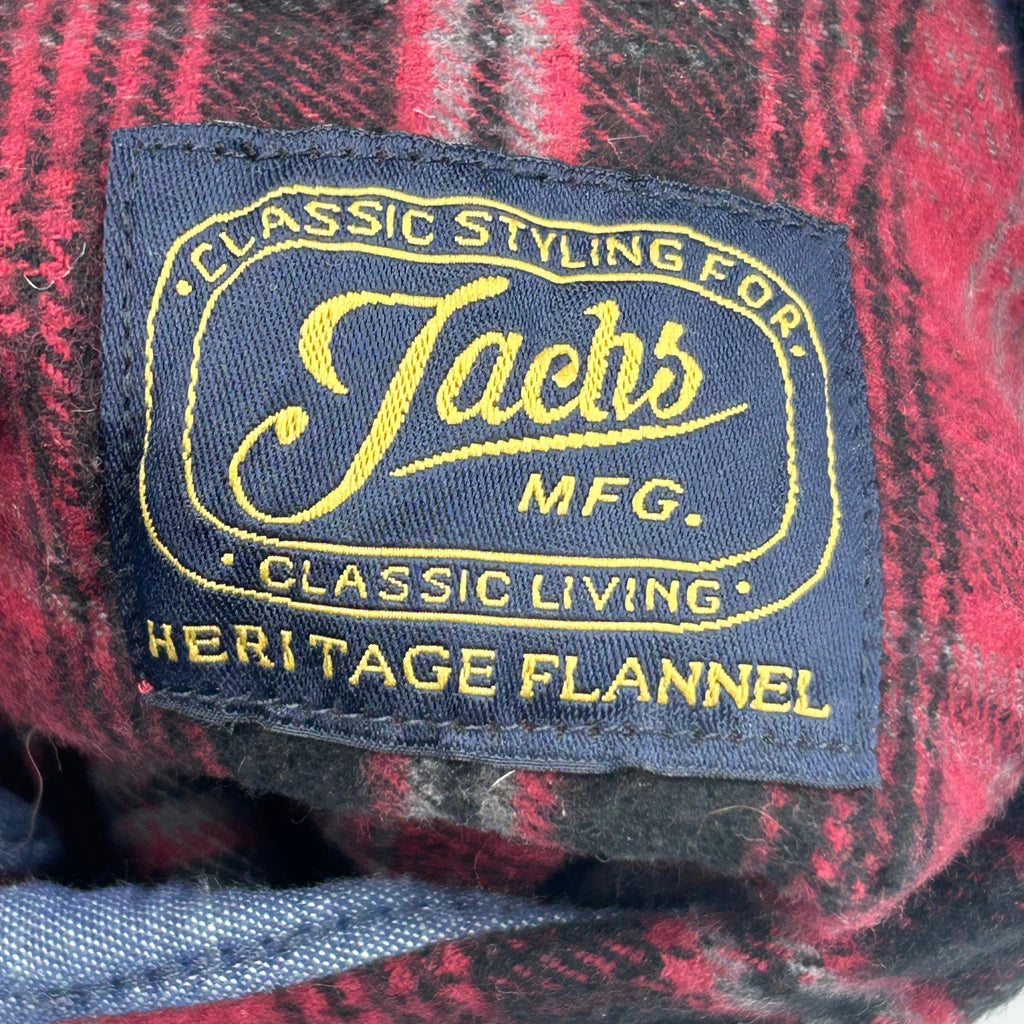 CLASSIC STYLING FOR
Jachs
MFG.
CLASSIC LIVING
HERITAGE FLANNEL